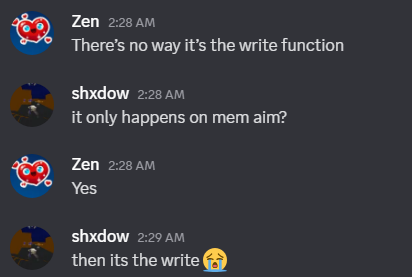 Zen 2:28 AM
There’s no way it’s the write function
shxdow 2:28 AM
it only happens on mem aim?
Zen 2:28 AM
Yes
shxdow 2:29 AM
then its the write 😭